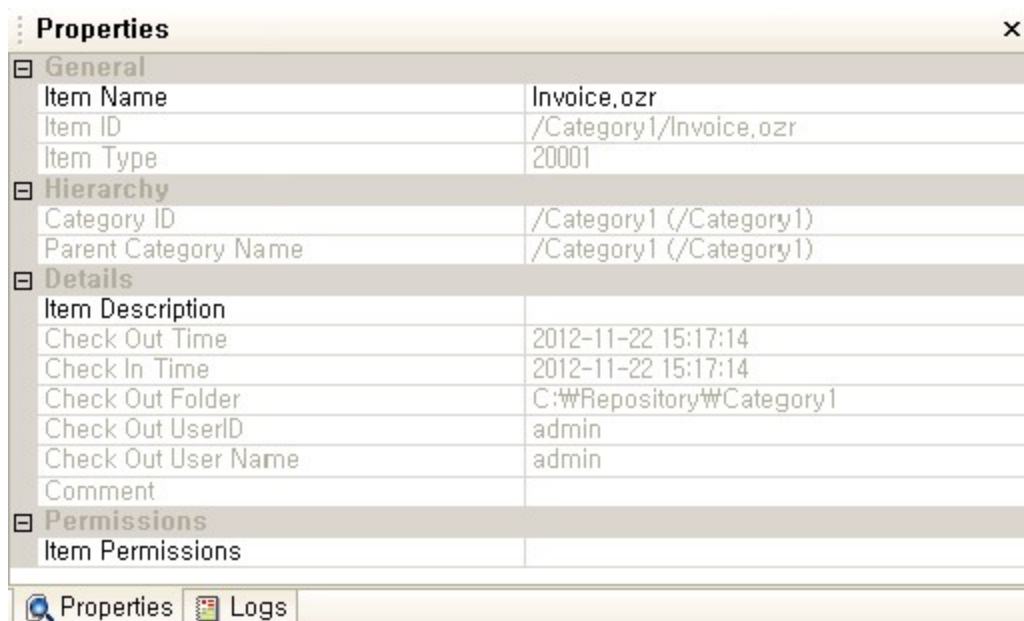 Properties
General
Item Name Invoice.ozr
Item ID /Category1/Invoice.ozr
Item Type 20001
Hierarchy
Category ID /Category1 (/Category1)
Parent Category Name /Category1 (/Category1)
Details
Item Description
Check Out Time 2012-11-22 15:17:14
Check In Time 2012-11-22 15:17:14
Check Out Folder C:₩Repository₩Category1
Check Out UserID admin
Check Out User Name admin
Comment
Permissions
Item Permissions
Properties Logs